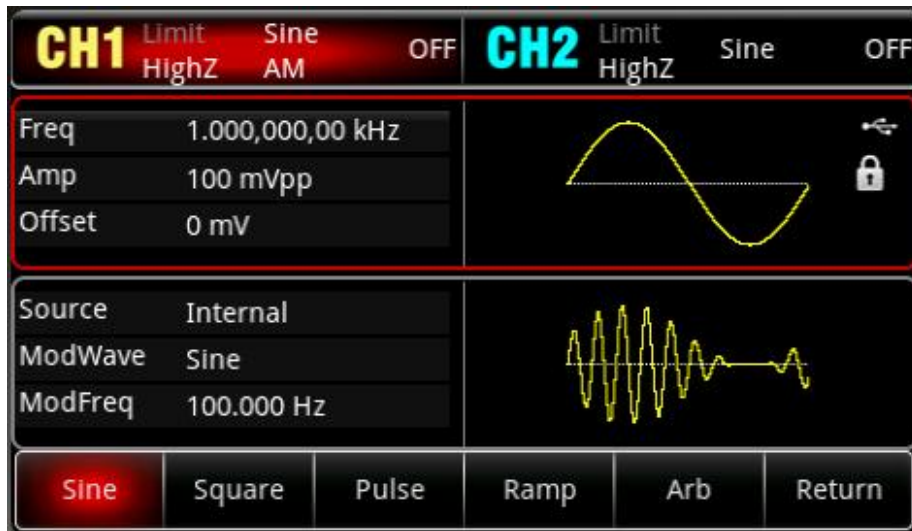 CH1 Limit Sine OFF CH2 Limit Sine OFF
HighZ AM HighZ
Freq 1.000,000,00 kHz
Amp 100 mVpp
Offset 0 mV
Source Internal
ModWave Sine
ModFreq 100.000 Hz
Sine Square Pulse Ramp Arb Return